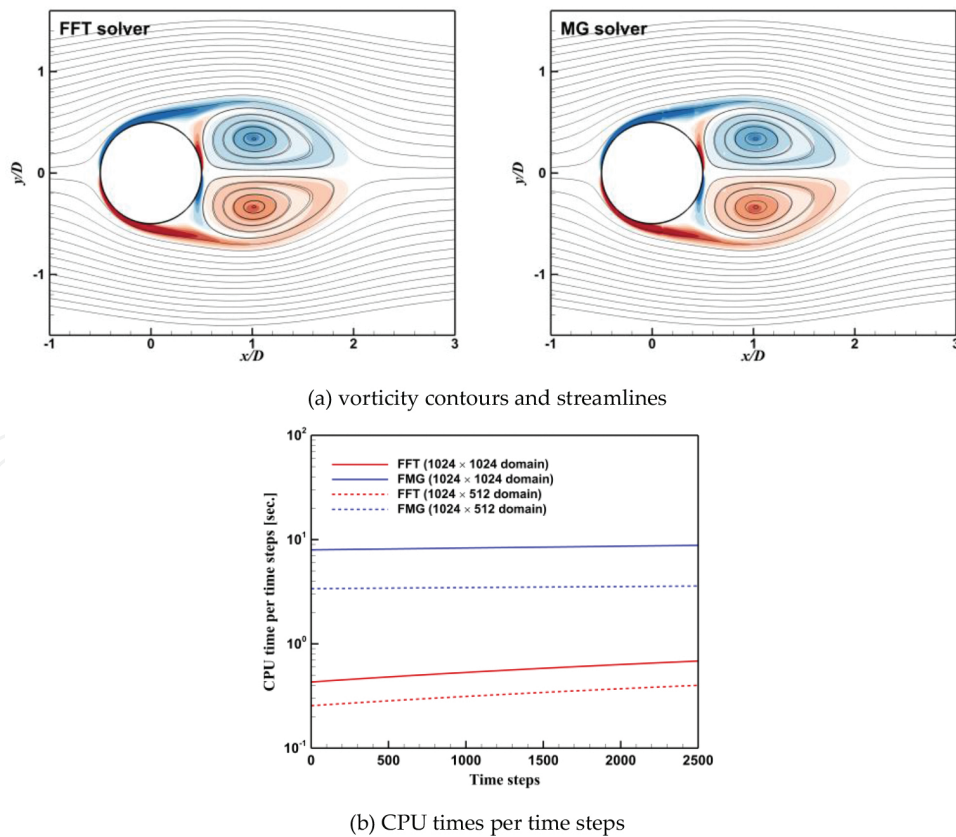 FFT solver
1
0
-1
y/D
-1
0
1
2
3
x/D
MG solver
1
0
-1
y/D
-1
0
1
2
3
x/D
(a) vorticity contours and streamlines
10²
10¹
10⁰
10⁻¹
CPU time per time steps [sec.]
FFT (1024 × 1024 domain)
FMG (1024 × 1024 domain)
FFT (1024 × 512 domain)
FMG (1024 × 512 domain)
0
500
1000
1500
2000
2500
Time steps
(b) CPU times per time steps